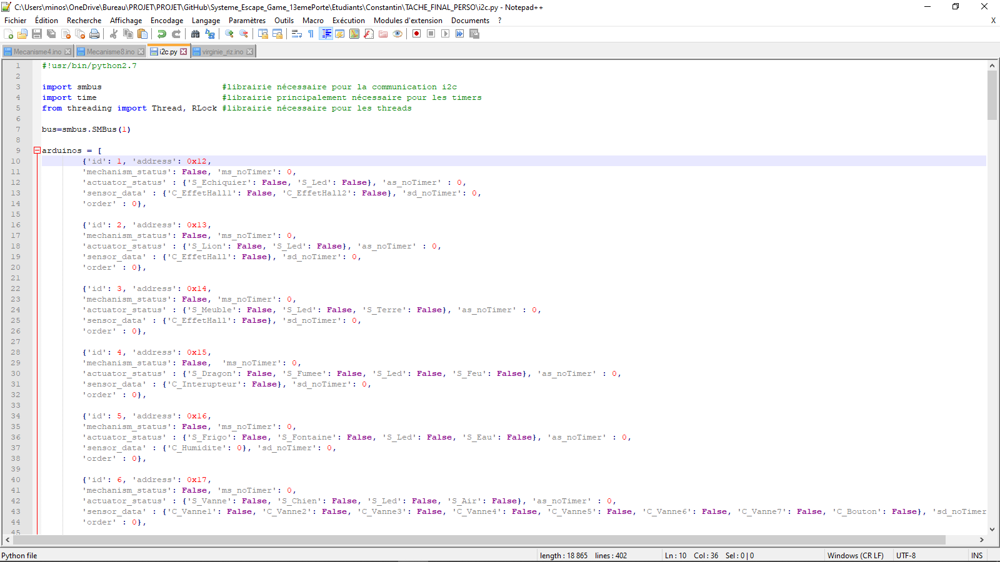 C:\Users\minos\OneDrive\Bureau\PROJET\PROJET\GitHub\Systeme_Escape_Game_13emePorte\Etudiants\Constantin\TACHE_FINAL_PERSO\i2c.py - Notepad++
Fichier Édition Recherche Affichage Encodage Langage Paramètres Outils Macro Exécution Modules d'extension Documents ? X
Mecanisme4.ino Mecanisme8.ino i2c.py virginie_riz.ino
1 #!usr/bin/python2.7
2
3 import smbus #librairie nécessaire pour la communication i2c
4 import time #librairie principalement nécessaire pour les timers
5 from threading import Thread, RLock #librairie nécessaire pour les threads
6
7 bus=smbus.SMBus(1)
8
9 arduinos = [
10 {'id': 1, 'address': 0x12,
11 'mechanism_status': False, 'ms_noTimer': 0,
12 'actuator_status' : {'S_Echiquier': False, 'S_Led': False}, 'as_noTimer' : 0,
13 'sensor_data' : {'C_EffetHall1': False, 'C_EffetHall2': False}, 'sd_noTimer': 0,
14 'order' : 0},
15
16 {'id': 2, 'address': 0x13,
17 'mechanism_status': False, 'ms_noTimer': 0,
18 'actuator_status' : {'S_Lion': False, 'S_Led': False}, 'as_noTimer' : 0,
19 'sensor_data' : {'C_EffetHall': False}, 'sd_noTimer': 0,
20 'order' : 0},
21
22 {'id': 3, 'address': 0x14,
23 'mechanism_status': False, 'ms_noTimer': 0,
24 'actuator_status' : {'S_Meuble': False, 'S_Led': False, 'S_Terre': False}, 'as_noTimer' : 0,
25 'sensor_data' : {'C_EffetHall': False}, 'sd_noTimer': 0,
26 'order' : 0},
27
28 {'id': 4, 'address': 0x15,
29 'mechanism_status': False,  'ms_noTimer': 0,
30 'actuator_status' : {'S_Dragon': False, 'S_Fumee': False, 'S_Led': False, 'S_Feu': False}, 'as_noTimer' : 0,
31 'sensor_data' : {'C_Interupteur': False}, 'sd_noTimer': 0,
32 'order' : 0},
33
34 {'id': 5, 'address': 0x16,
35 'mechanism_status': False, 'ms_noTimer': 0,
36 'actuator_status' : {'S_Frigo': False, 'S_Fontaine': False, 'S_Led': False, 'S_Eau': False}, 'as_noTimer' : 0,
37 'sensor_data' : {'C_Humidite': 0}, 'sd_noTimer': 0,
38 'order' : 0},
39
40 {'id': 6, 'address': 0x17,
41 'mechanism_status': False, 'ms_noTimer': 0,
42 'actuator_status' : {'S_Vanne': False, 'S_Chien': False, 'S_Led': False, 'S_Air': False}, 'as_noTimer' : 0,
43 'sensor_data' : {'C_Vanne1': False, 'C_Vanne2': False, 'C_Vanne3': False, 'C_Vanne4': False, 'C_Vanne5': False, 'C_Vanne6': False, 'C_Vanne7': False, 'C_Bouton': False}, 'sd_noTimer
44 'order' : 0},
45
Python file length : 18 865 lines : 402 Ln : 10 Col : 36 Sel : 0 | 0 Windows (CR LF) UTF-8 INS